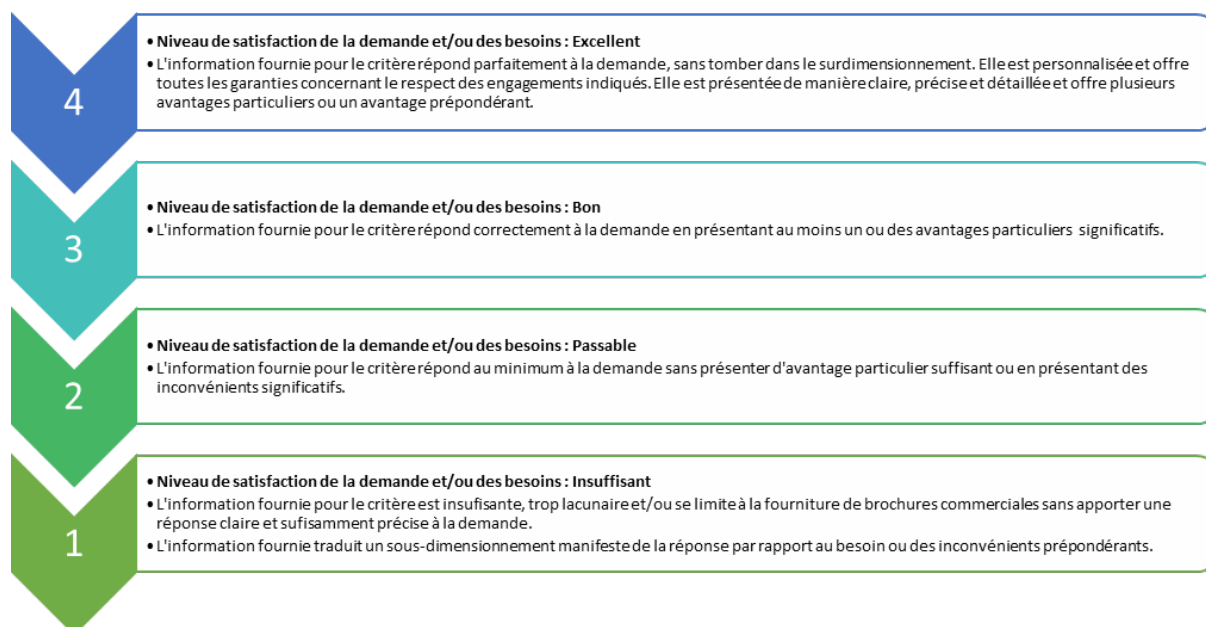 4
• Niveau de satisfaction de la demande et/ou des besoins : Excellent
• L'information fournie pour le critère répond parfaitement à la demande, sans tomber dans le surdimensionnement. Elle est personnalisée et offre
toutes les garanties concernant le respect des engagements indiqués. Elle est présentée de manière claire, précise et détaillée et offre plusieurs
avantages particuliers ou un avantage prépondérant.
3
• Niveau de satisfaction de la demande et/ou des besoins : Bon
• L'information fournie pour le critère répond correctement à la demande en présentant au moins un ou des avantages particuliers significatifs.
2
• Niveau de satisfaction de la demande et/ou des besoins : Passable
• L'information fournie pour le critère répond au minimum à la demande sans présenter d'avantage particulier suffisant ou en présentant des
inconvénients significatifs.
1
• Niveau de satisfaction de la demande et/ou des besoins : Insuffisant
• L'information fournie pour le critère est insufisante, trop lacunaire et/ou se limite à la fourniture de brochures commerciales sans apporter une
réponse claire et sufisamment précise à la demande.
• L'information fournie traduit un sous-dimensionnement manifeste de la réponse par rapport au besoin ou des inconvénients prépondérants.